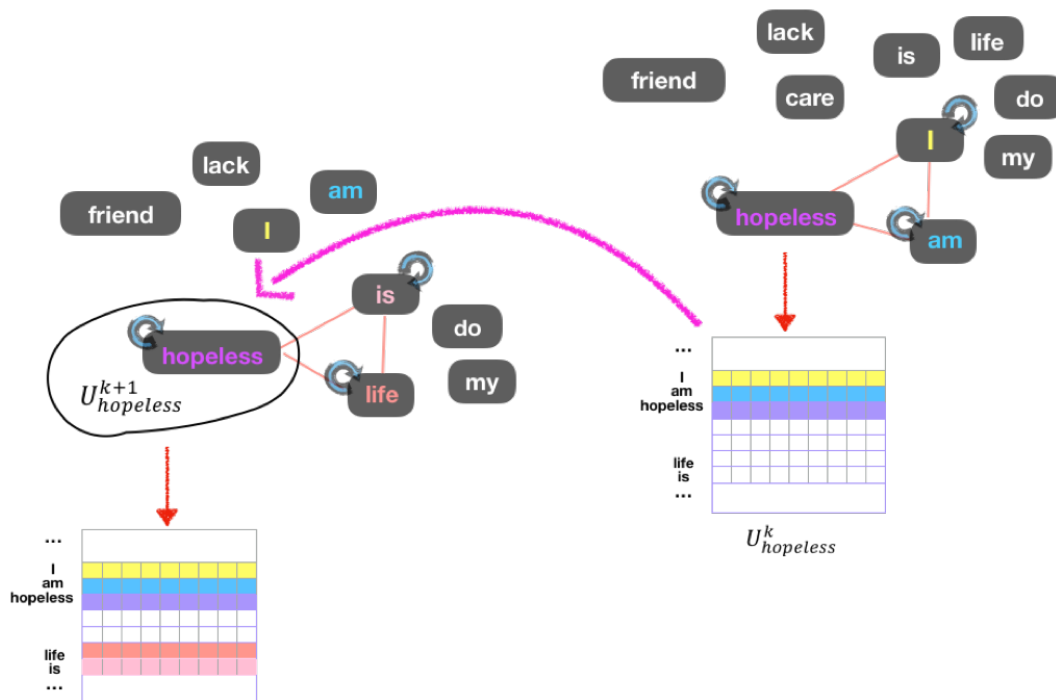 lack
is
life
friend
care
do
I
my
hopeless
am
lack
am
friend
I
is
do
hopeless
my
life
U^{k+1}_{hopeless}
...
I
am
hopeless
life
is
...
U^{k}_{hopeless}
...
I
am
hopeless
life
is
...